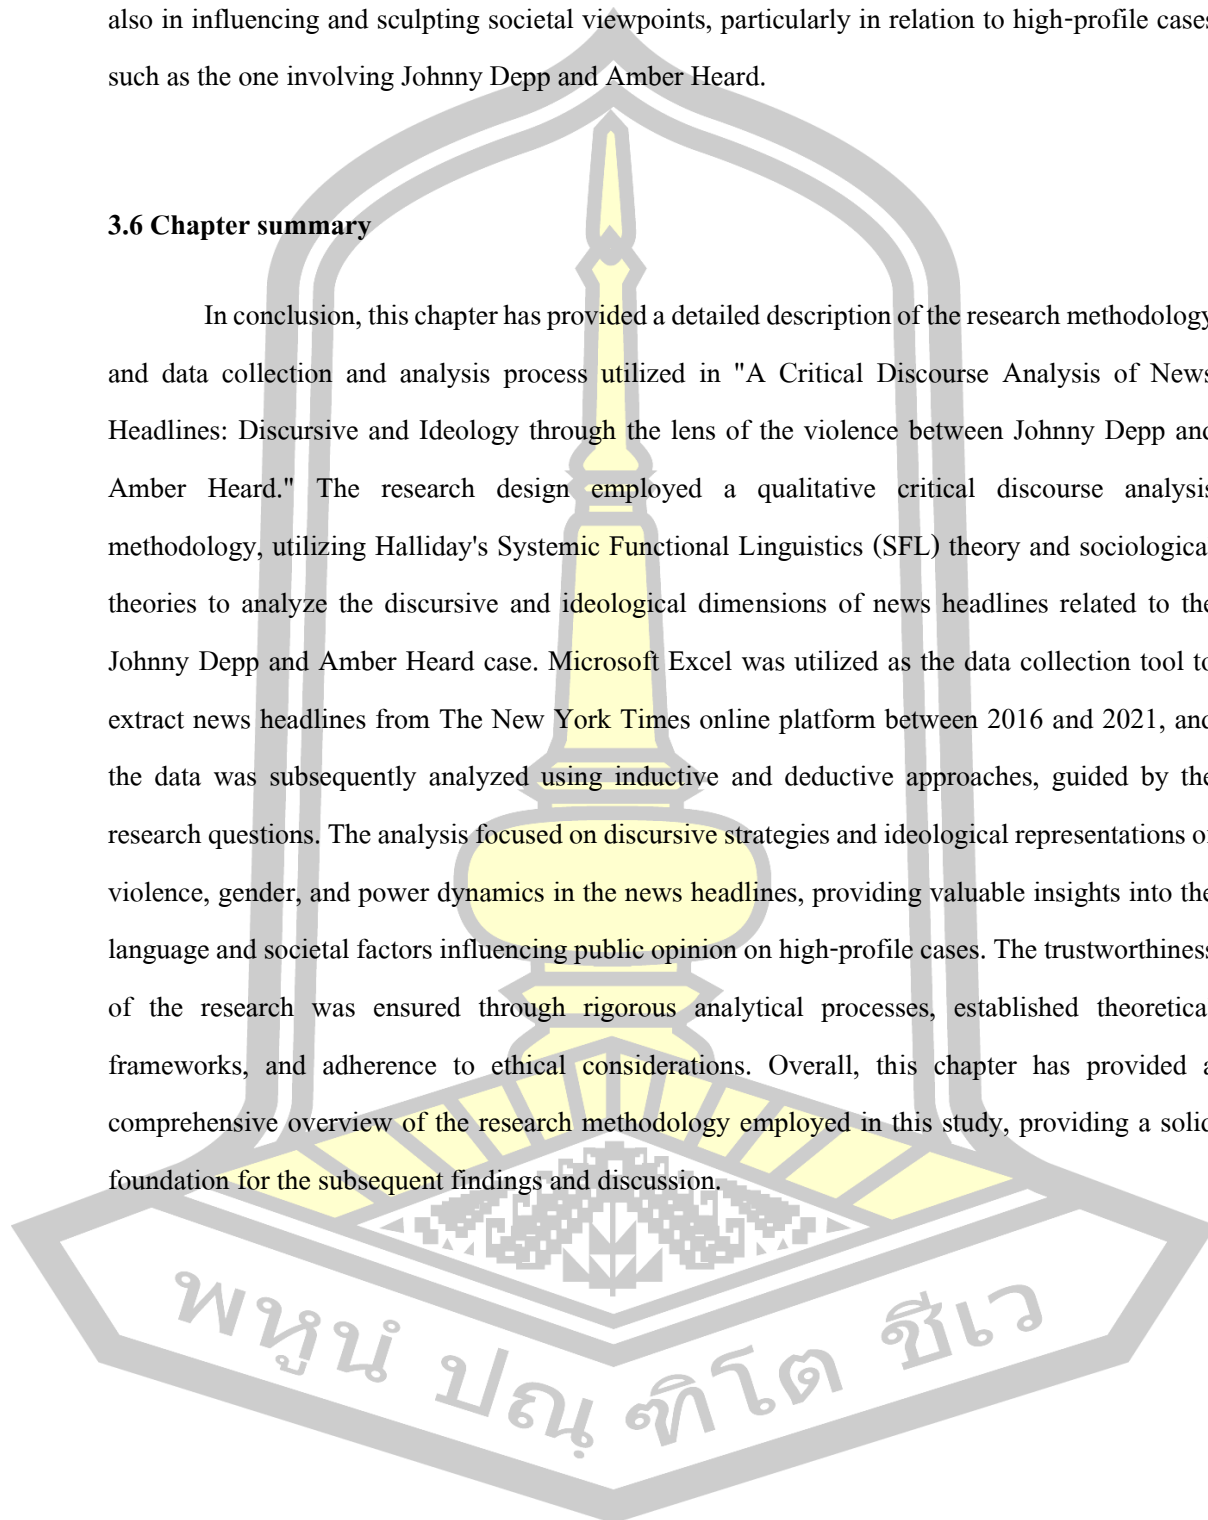 also in influencing and sculpting societal viewpoints, particularly in relation to high-profile cases
such as the one involving Johnny Depp and Amber Heard.
3.6 Chapter summary
In conclusion, this chapter has provided a detailed description of the research methodology
and data collection and analysis process utilized in "A Critical Discourse Analysis of News
Headlines: Discursive and Ideology through the lens of the violence between Johnny Depp and
Amber Heard." The research design employed a qualitative critical discourse analysis
methodology, utilizing Halliday's Systemic Functional Linguistics (SFL) theory and sociological
theories to analyze the discursive and ideological dimensions of news headlines related to the
Johnny Depp and Amber Heard case. Microsoft Excel was utilized as the data collection tool to
extract news headlines from The New York Times online platform between 2016 and 2021, and
the data was subsequently analyzed using inductive and deductive approaches, guided by the
research questions. The analysis focused on discursive strategies and ideological representations of
violence, gender, and power dynamics in the news headlines, providing valuable insights into the
language and societal factors influencing public opinion on high-profile cases. The trustworthiness
of the research was ensured through rigorous analytical processes, established theoretical
frameworks, and adherence to ethical considerations. Overall, this chapter has provided a
comprehensive overview of the research methodology employed in this study, providing a solid
foundation for the subsequent findings and discussion.
พหูนํ ปณฺฑิโต ชีเว